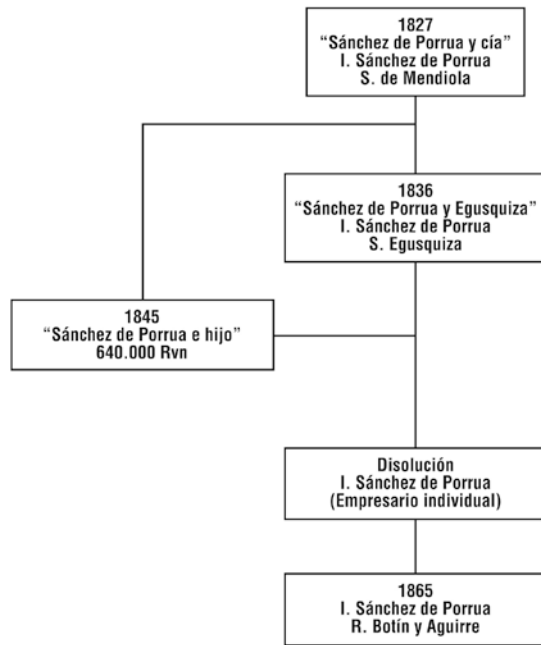 1827
“Sánchez de Porrua y cía”
I. Sánchez de Porrua
S. de Mendiola
1836
“Sánchez de Porrua y Egusquiza”
I. Sánchez de Porrua
S. Egusquiza
1845
“Sánchez de Porrua e hijo”
640.000 Rvn
Disolución
I. Sánchez de Porrua
(Empresario individual)
1865
I. Sánchez de Porrua
R. Botín y Aguirre